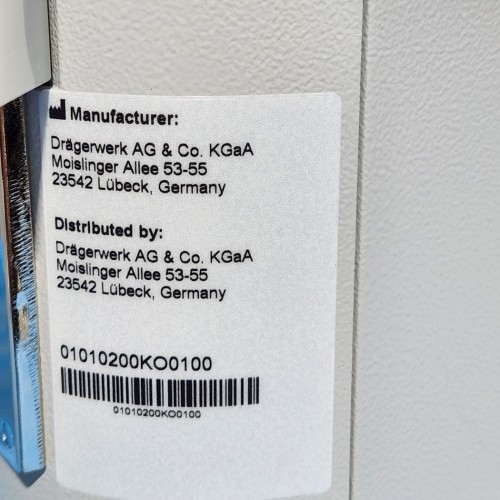 Manufacturer:
Drägerwerk AG & Co. KGaA
Moislinger Allee 53-55
23542 Lübeck, Germany
Distributed by:
Drägerwerk AG & Co. KGaA
Moislinger Allee 53-55
23542 Lübeck, Germany
01010200KO0100
01010200KO0100